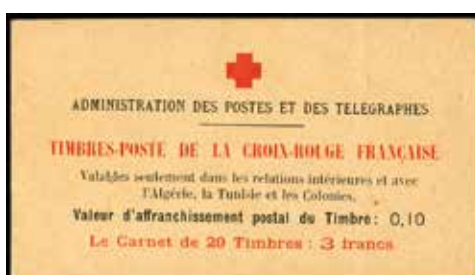 ADMINISTRATION DES POSTES ET DES TÉLÉGRAPHES
TIMBRES-POSTE DE LA CROIX-ROUGE FRANÇAISE
Valables seulement dans les relations intérieures et avec
l'Algérie, la Tunisie et les Colonies.
Valeur d'affranchissement postal du Timbre: 0,10
Le Carnet de 20 Timbres : 3 francs